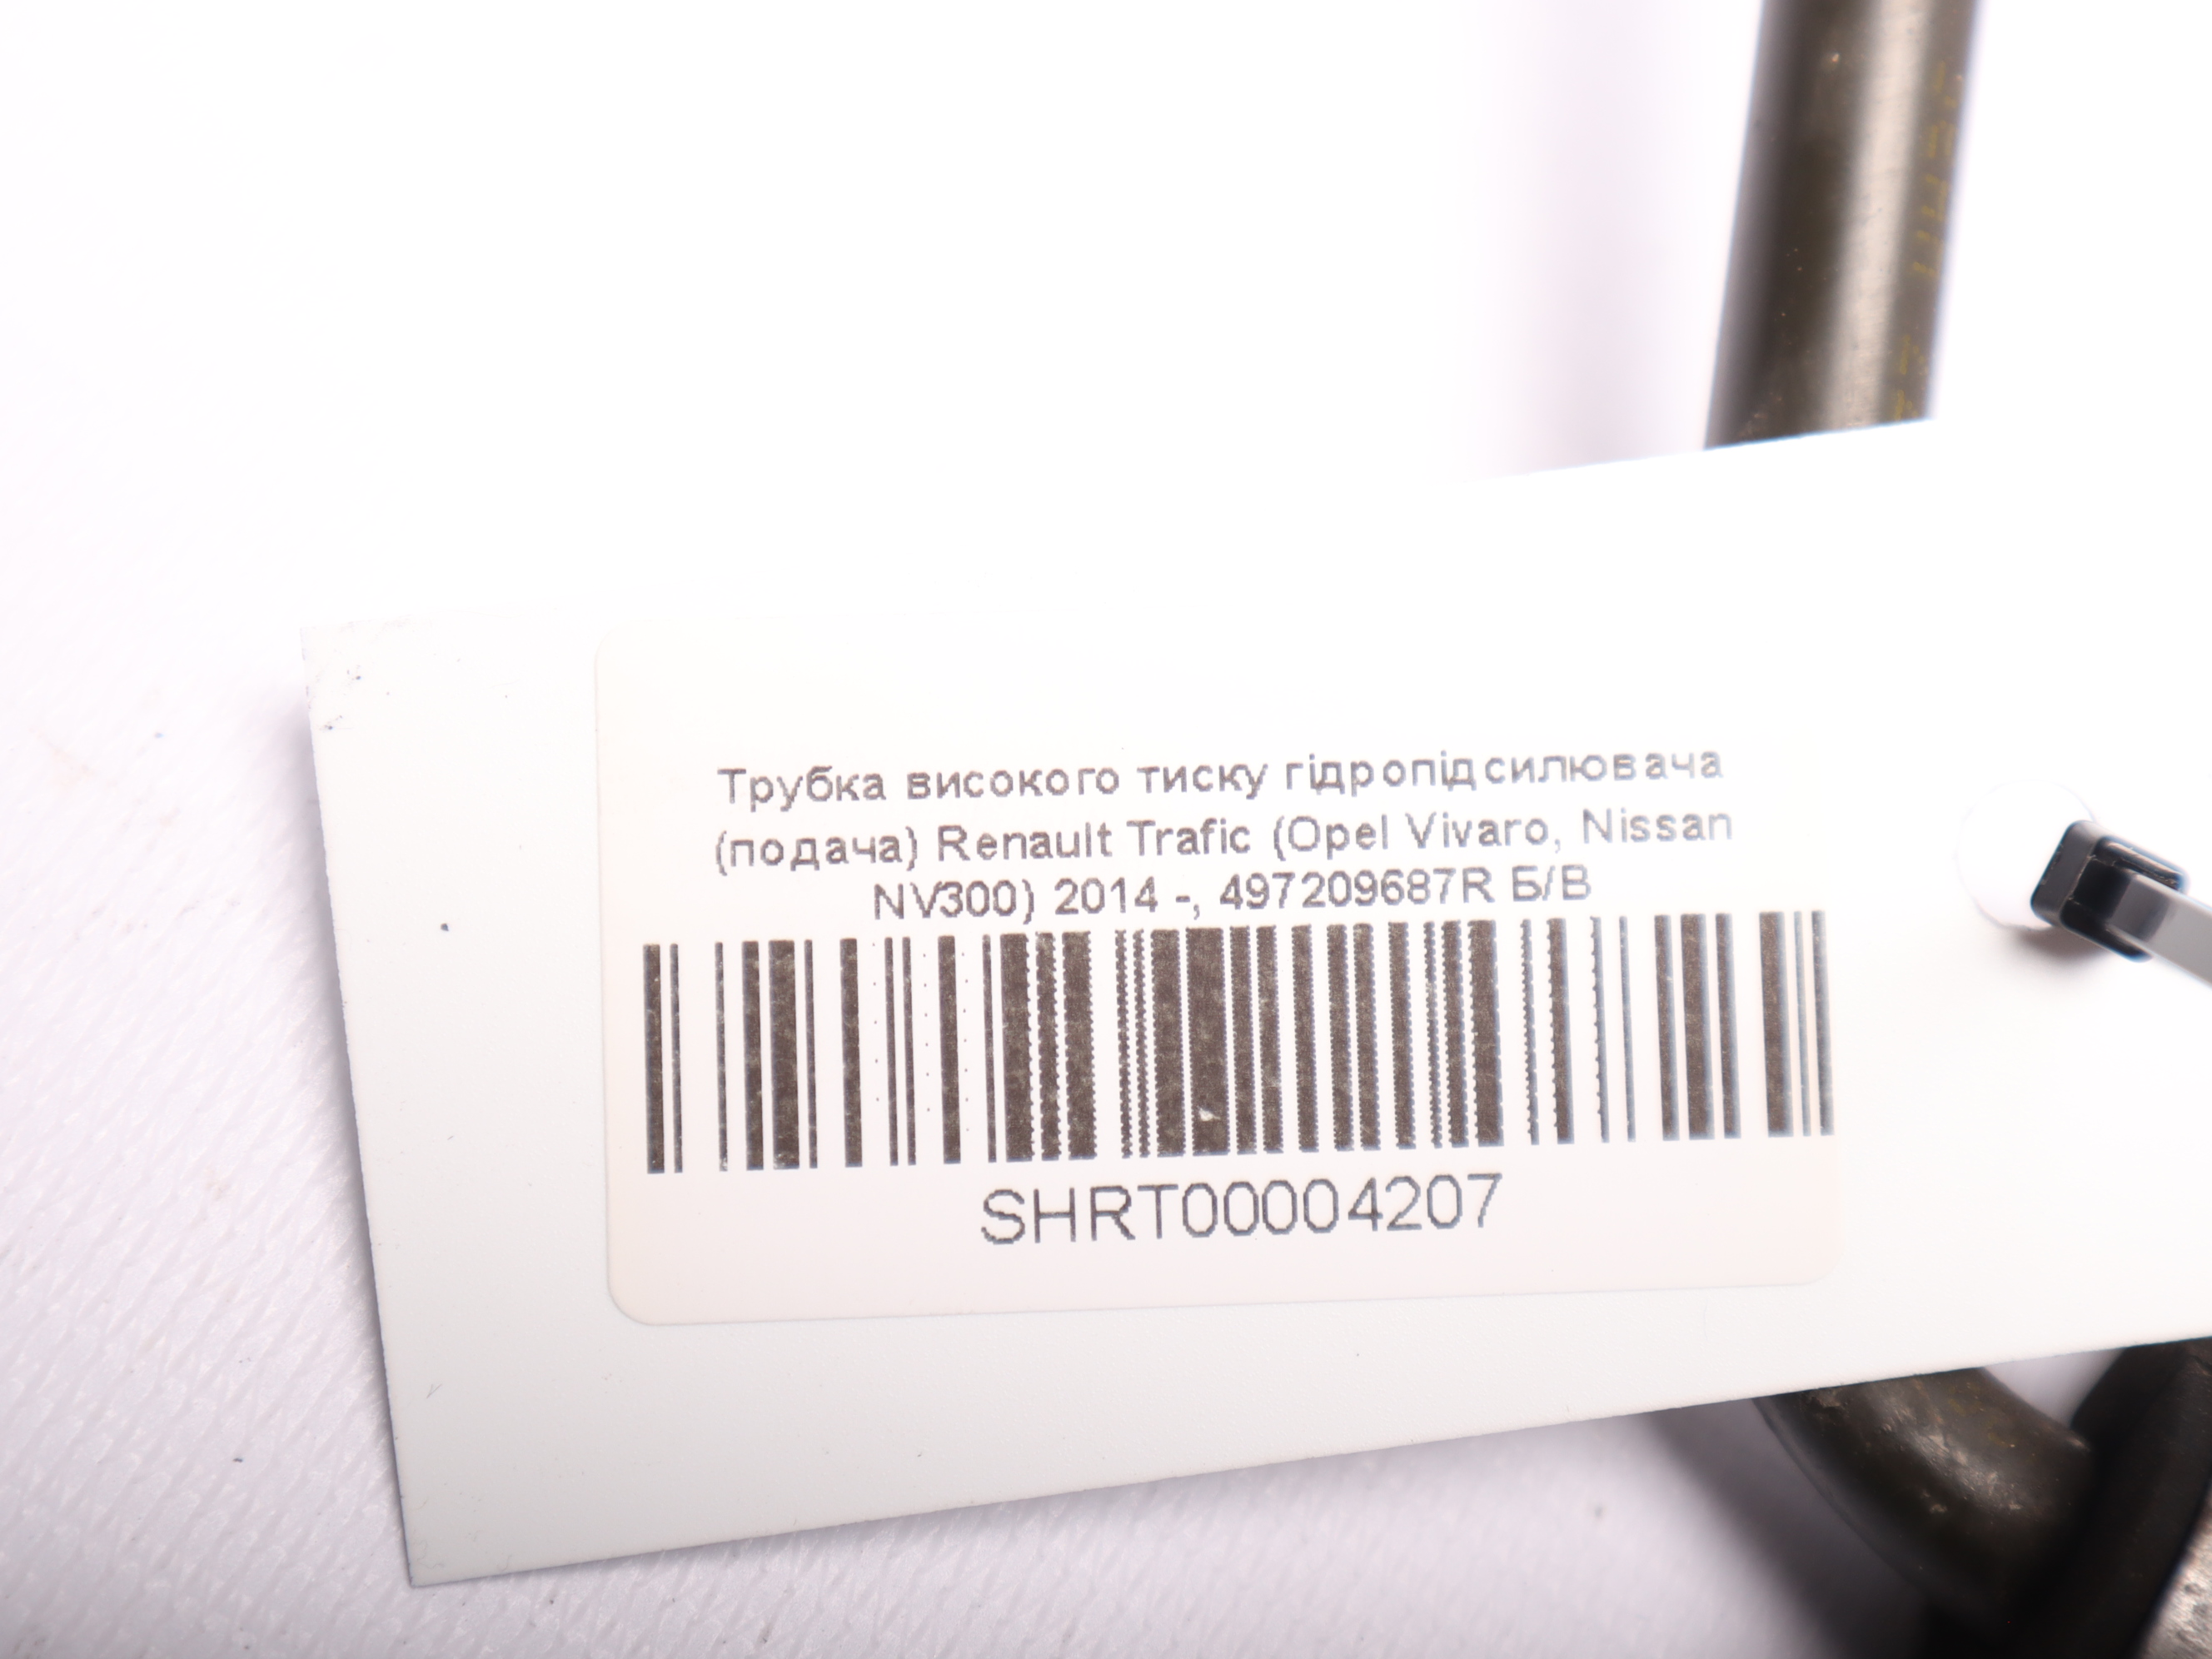 Трубка високого тиску гідропідсилювача
(подача) Renault Trafic (Opel Vivaro, Nissan
NV300) 2014 -, 497209687R Б/В
SHRT00004207